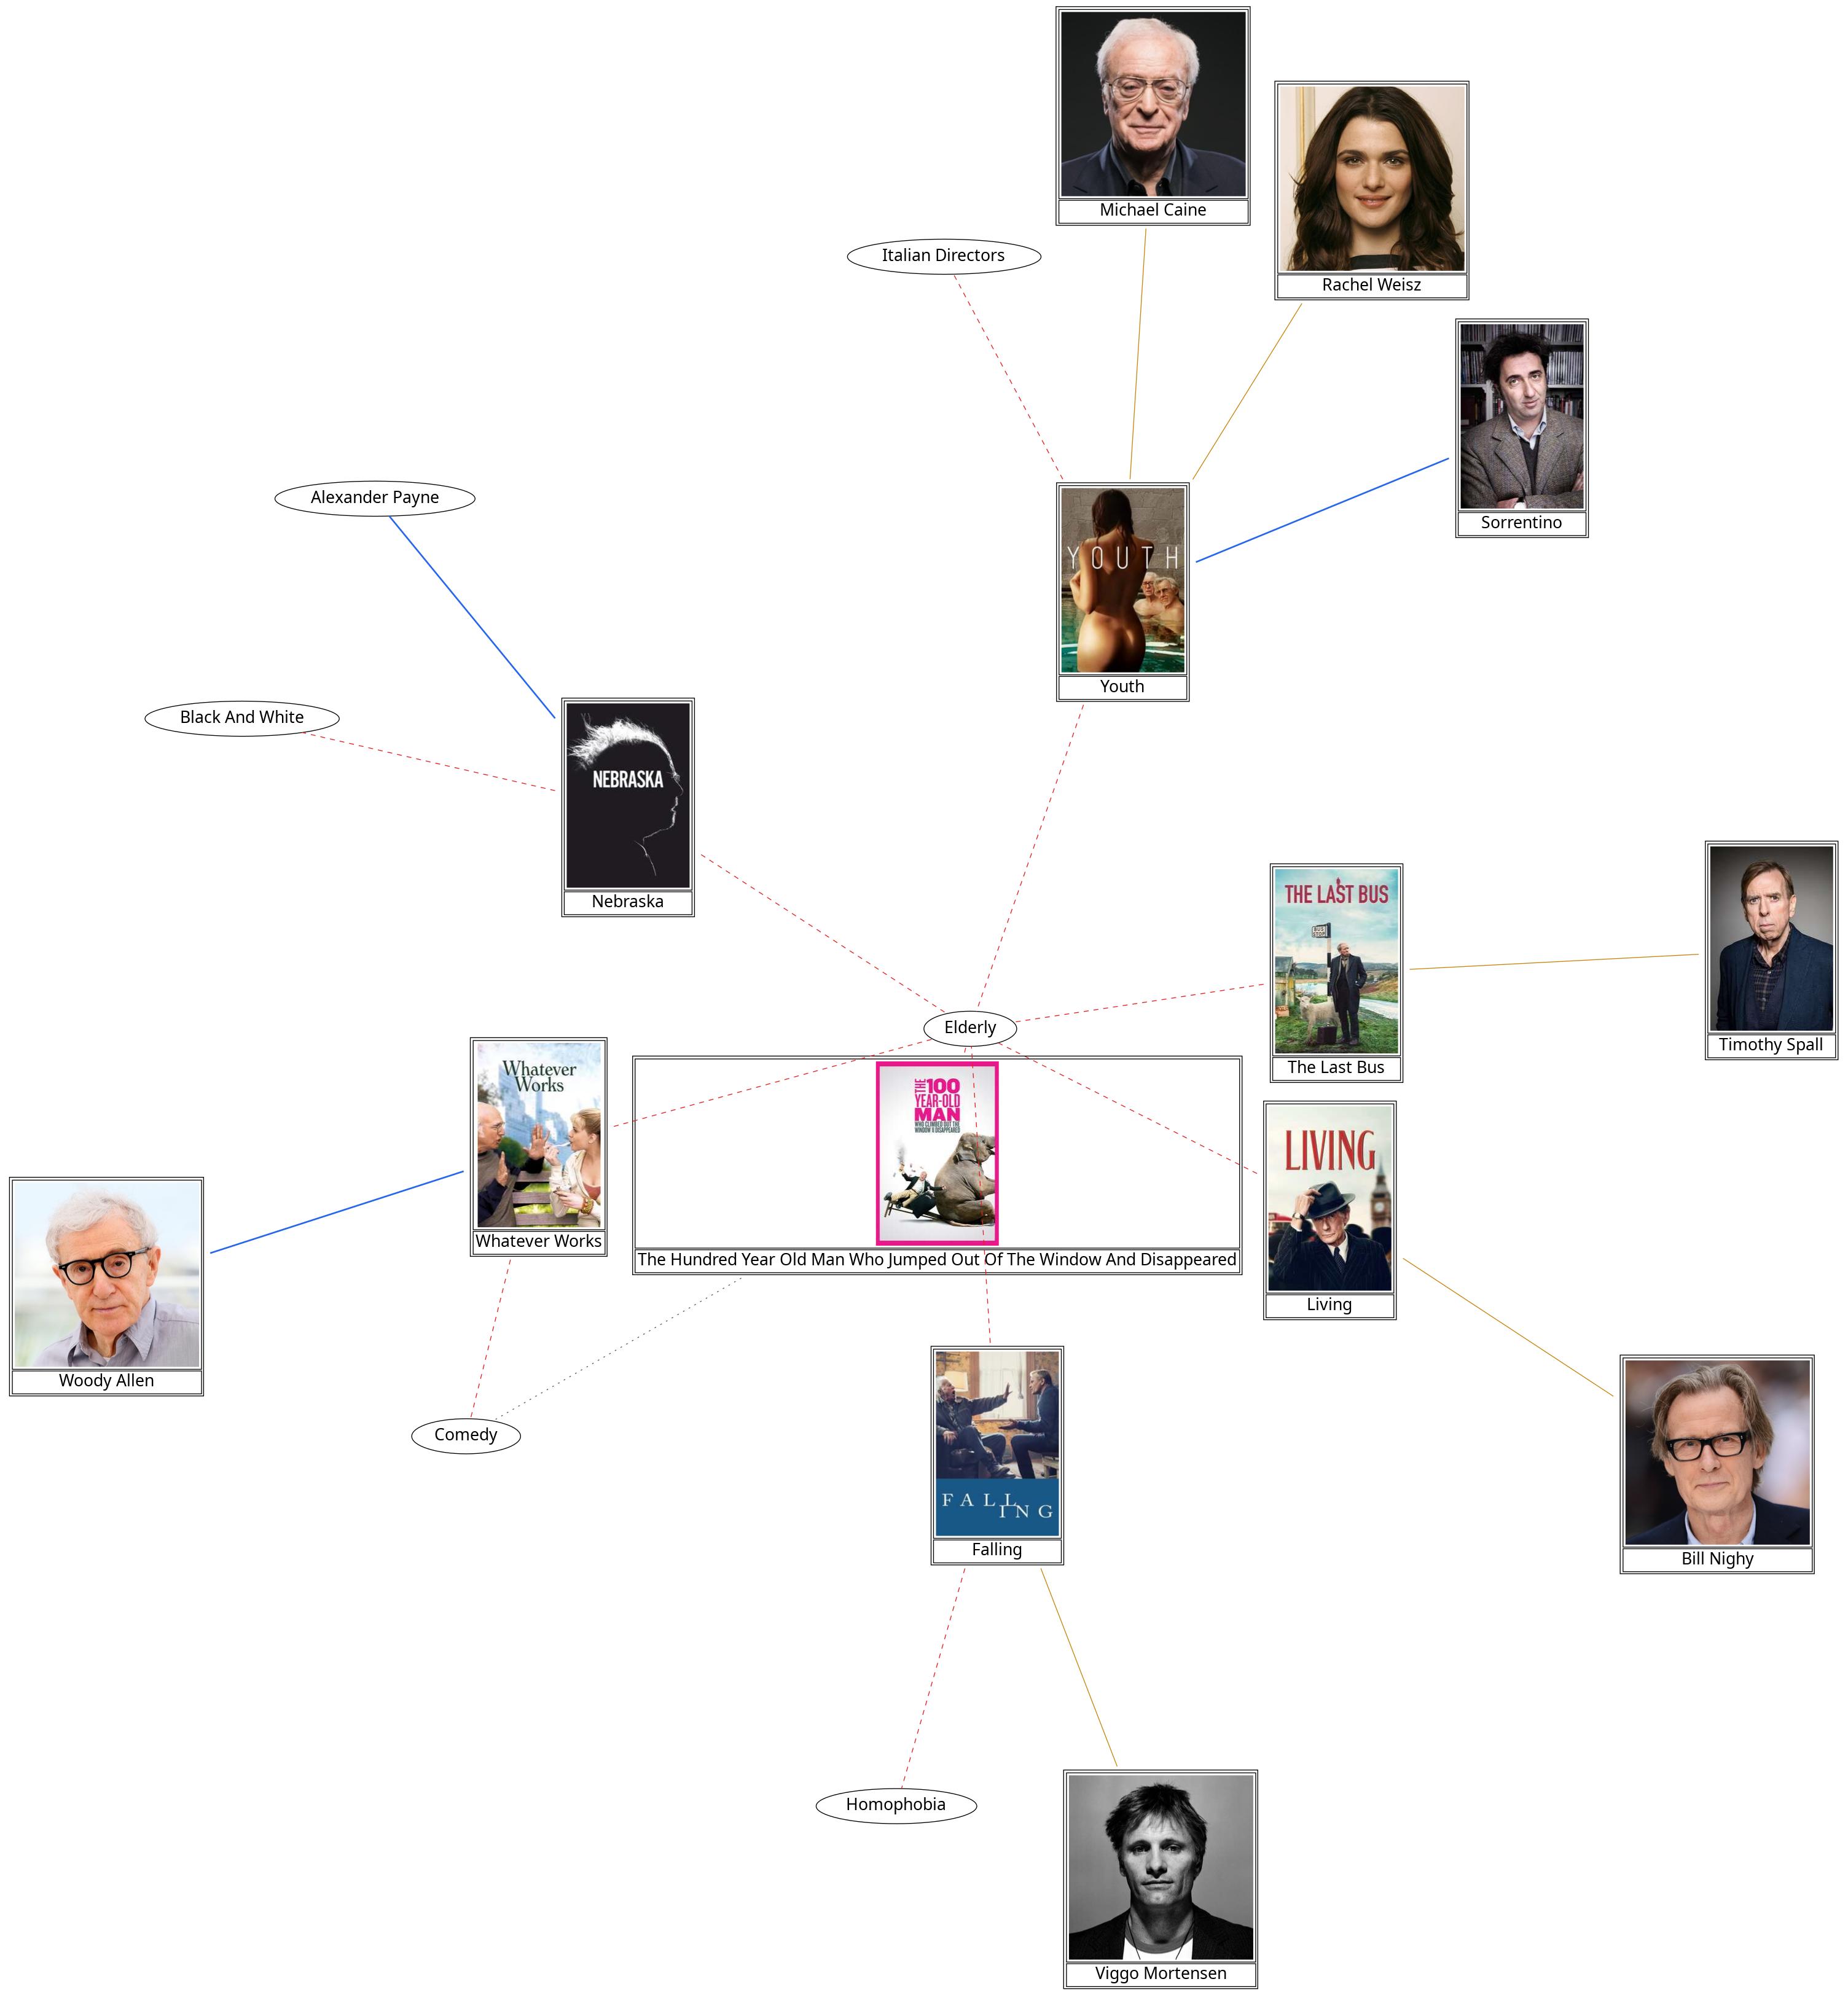 Michael Caine
Rachel Weisz
Italian Directors
Sorrentino
Alexander Payne
YOUTH
Youth
Black And White
NEBRASKA
Nebraska
THE LAST BUS
The Last Bus
Timothy Spall
Elderly
Whatever
Works
Whatever Works
THE 100
YEAR-OLD
MAN
WHO CLIMBED OUT THE
WINDOW & DISAPPEARED
The Hundred Year Old Man Who Jumped Out Of The Window And Disappeared
LIVING
Living
Woody Allen
Comedy
FALLING
Falling
Bill Nighy
Homophobia
Viggo Mortensen